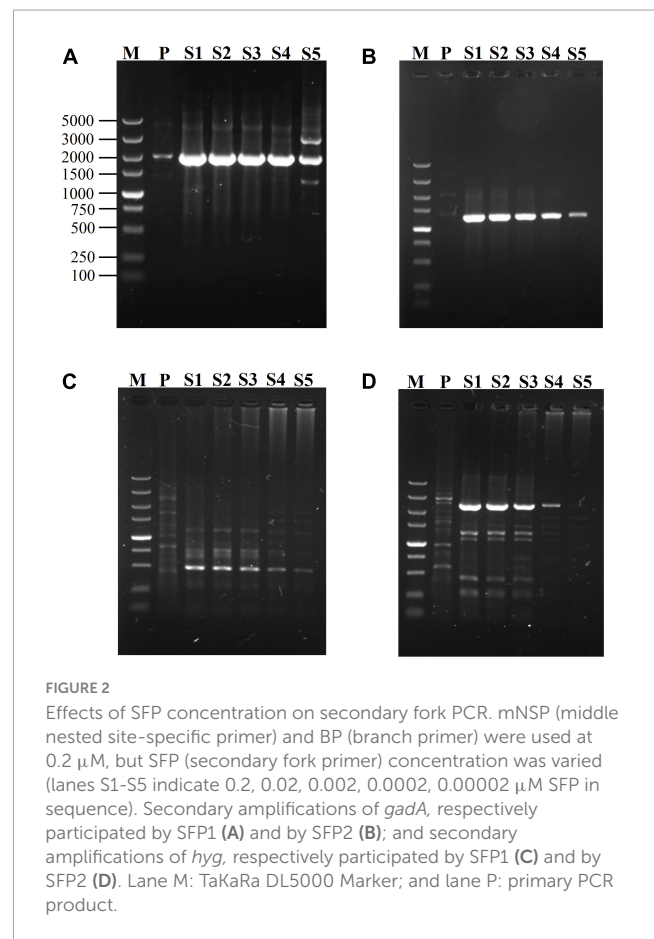 A M P S1 S2 S3 S4 S5
5000
3000
2000
1500
1000
750
500
250
100
B M P S1 S2 S3 S4 S5
C M P S1 S2 S3 S4 S5
D M P S1 S2 S3 S4 S5
FIGURE 2
Effects of SFP concentration on secondary fork PCR. mNSP (middle
nested site-specific primer) and BP (branch primer) were used at
0.2 μM, but SFP (secondary fork primer) concentration was varied
(lanes S1-S5 indicate 0.2, 0.02, 0.002, 0.0002, 0.00002 μM SFP in
sequence). Secondary amplifications of gadA, respectively
participated by SFP1 (A) and by SFP2 (B); and secondary
amplifications of hyg, respectively participated by SFP1 (C) and by
SFP2 (D). Lane M: TaKaRa DL5000 Marker; and lane P: primary PCR
product.